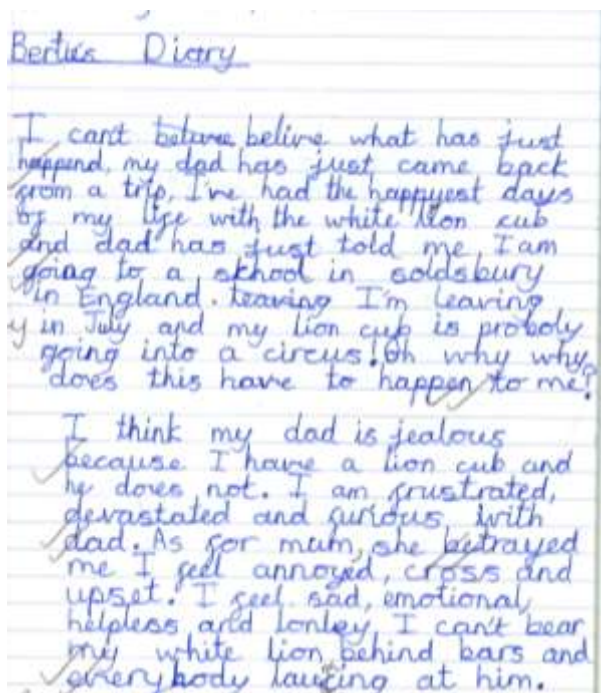 Bertie's Diary
I can't beleive belive what has just
happend, my dad has just came back
from a trip, I've had the happyest days
of my life with the white lion cub
and dad has just told me I am
going to a skhool in soldsbury
in England. leaving I'm leaving
y in July and my lion cub is proboly
going into a circus! Oh why why
does this have to happen to me?
I think my dad is jealous
because I have a lion cub and
he does not. I am frustrated,
devastated and furious with
dad. As for mum, she betrayed
me I feel annoyed, cross and
upset. I feel sad, emotional,
helpless and lonley I can't bear
my white lion behind bars and
everybody lauting at him.